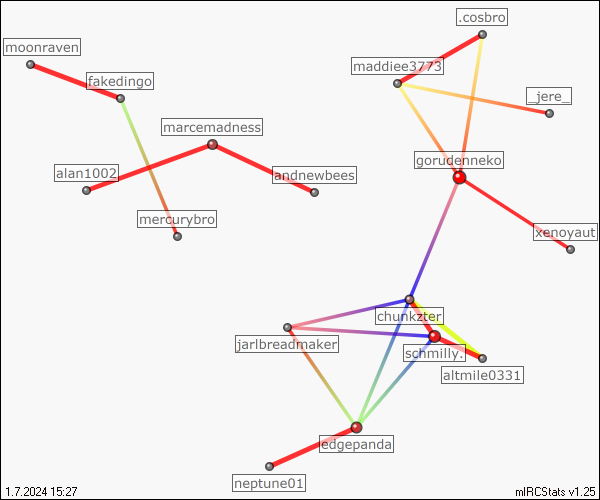 .cosbro
moonraven
maddiee3773
fakedingo
_jere_
marcemadness
gorudenneko
alan1002
andnewbees
mercurybro
xenoyaut
chunkzter
jarlbreadmaker
schmilly.
altmile0331
edgepanda
neptune01
1.7.2024 15:27
mIRCStats v1.25